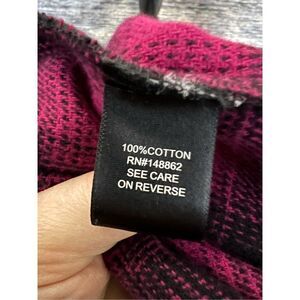 100%COTTON
RN#148862
SEE CARE
ON REVERSE